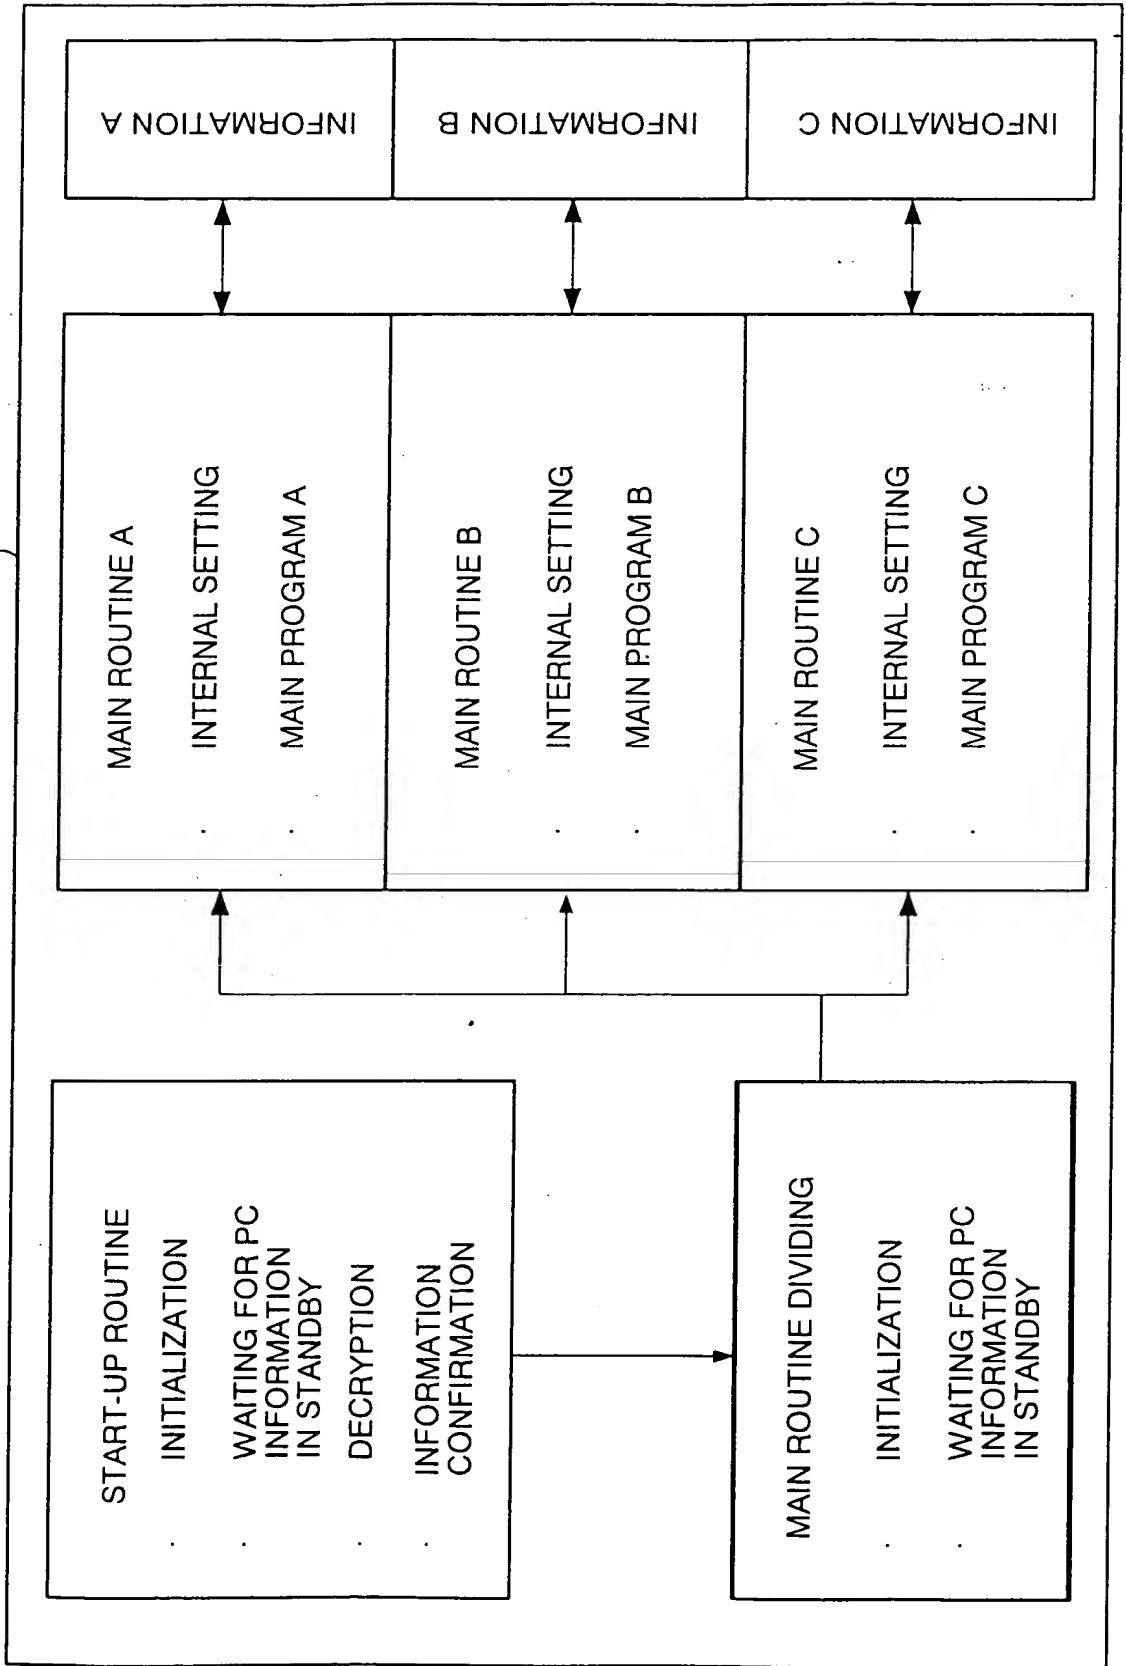 START-UP ROUTINE
· INITIALIZATION
· WAITING FOR PC
INFORMATION
IN STANDBY
· DECRYPTION
· INFORMATION
CONFIRMATION
MAIN ROUTINE DIVIDING
· INITIALIZATION
· WAITING FOR PC
INFORMATION
IN STANDBY
MAIN ROUTINE A
· INTERNAL SETTING
· MAIN PROGRAM A
MAIN ROUTINE B
· INTERNAL SETTING
· MAIN PROGRAM B
MAIN ROUTINE C
· INTERNAL SETTING
· MAIN PROGRAM C
INFORMATION A
INFORMATION B
INFORMATION C